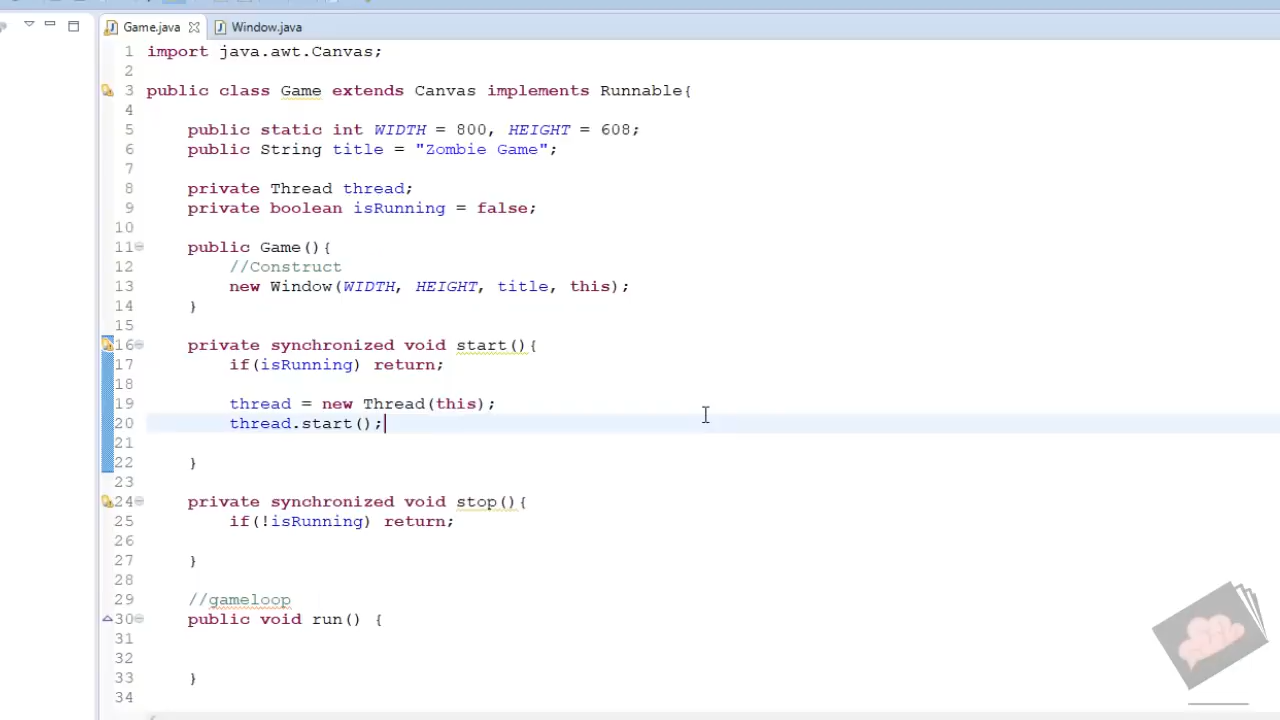 Game.java
Window.java
1 import java.awt.Canvas;
2
3 public class Game extends Canvas implements Runnable{
4
5 public static int WIDTH = 800, HEIGHT = 608;
6 public String title = "Zombie Game";
7
8 private Thread thread;
9 private boolean isRunning = false;
10
11 public Game(){
12 //Construct
13 new Window(WIDTH, HEIGHT, title, this);
14 }
15
16 private synchronized void start(){
17 if(isRunning) return;
18
19 thread = new Thread(this);
20 thread.start();
21
22 }
23
24 private synchronized void stop(){
25 if(!isRunning) return;
26
27 }
28
29 //gameloop
30 public void run() {
31
32
33 }
34